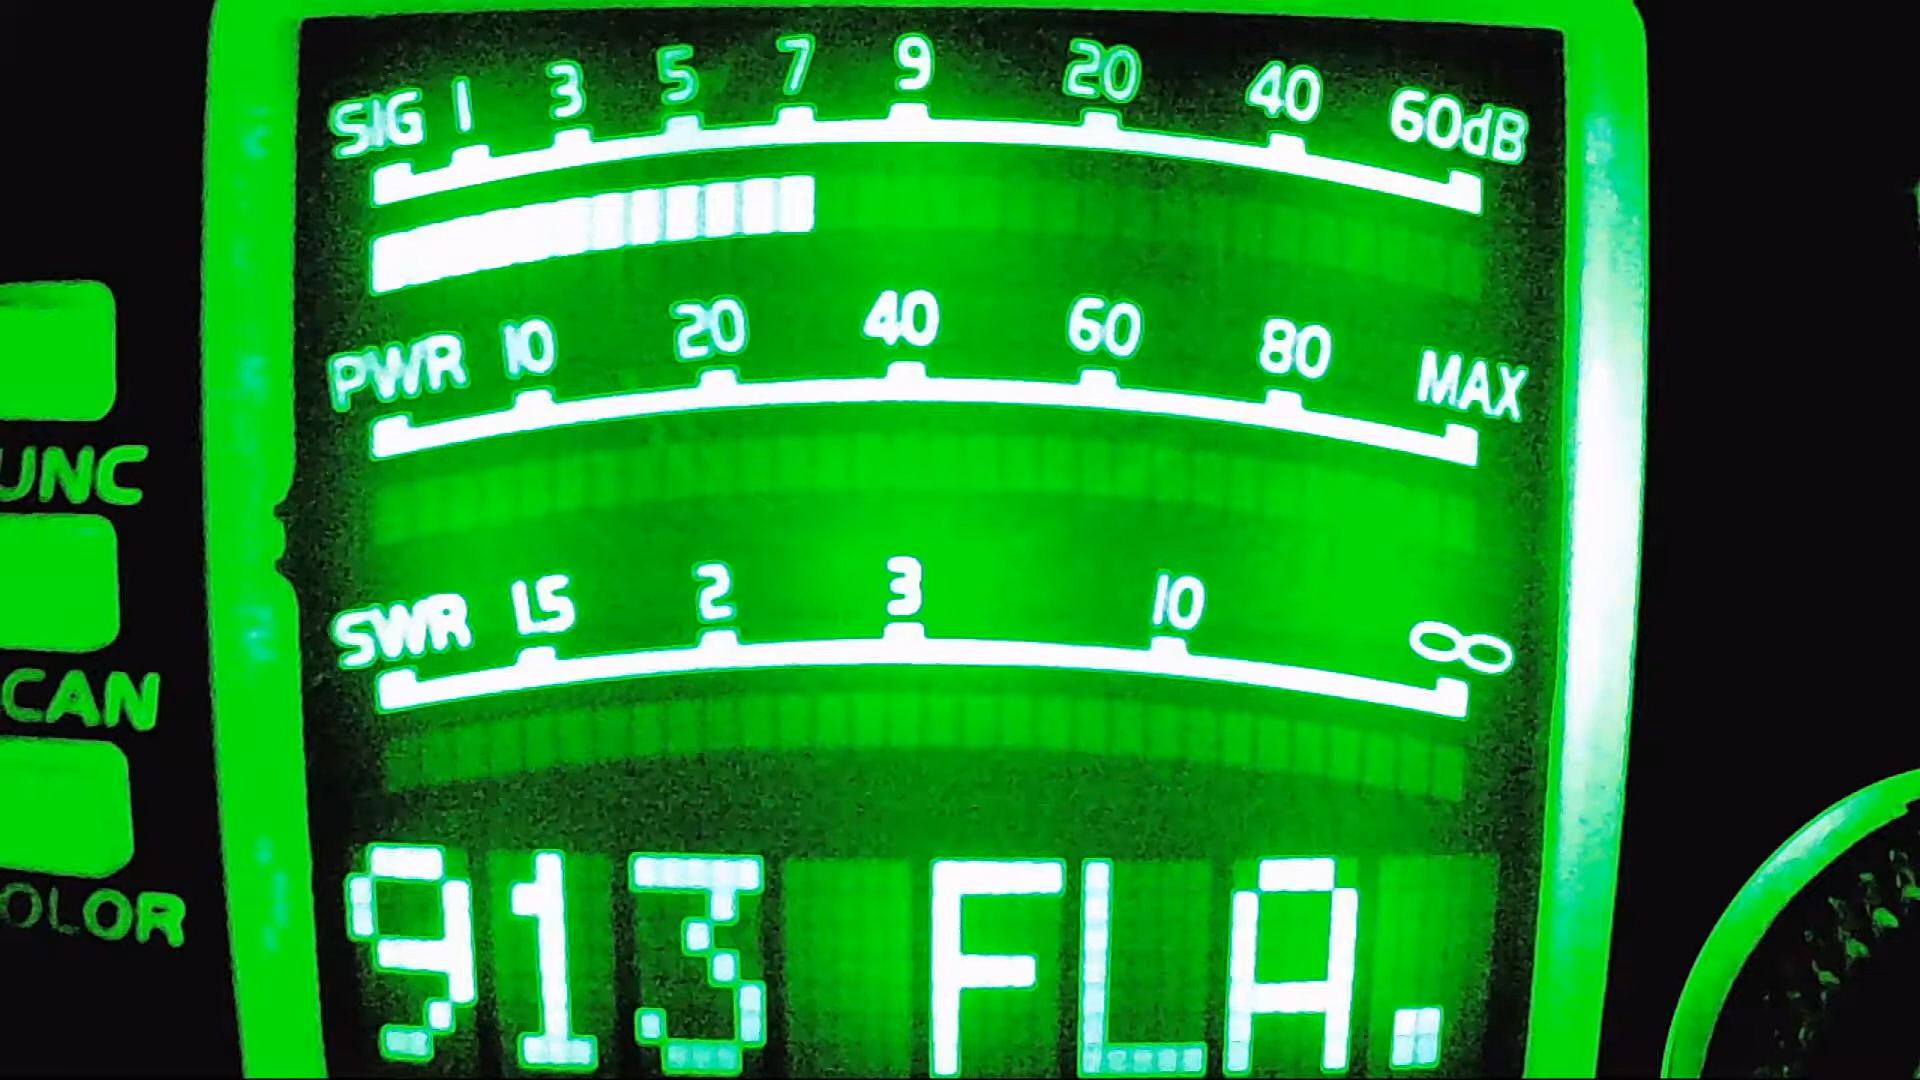 SIG 1 3 5 7 9 20 40 60dB
PWR 10 20 40 60 80 MAX
UNC
SWR 1.5 2 3 10 ∞
CAN
913 FLA.
OLOR